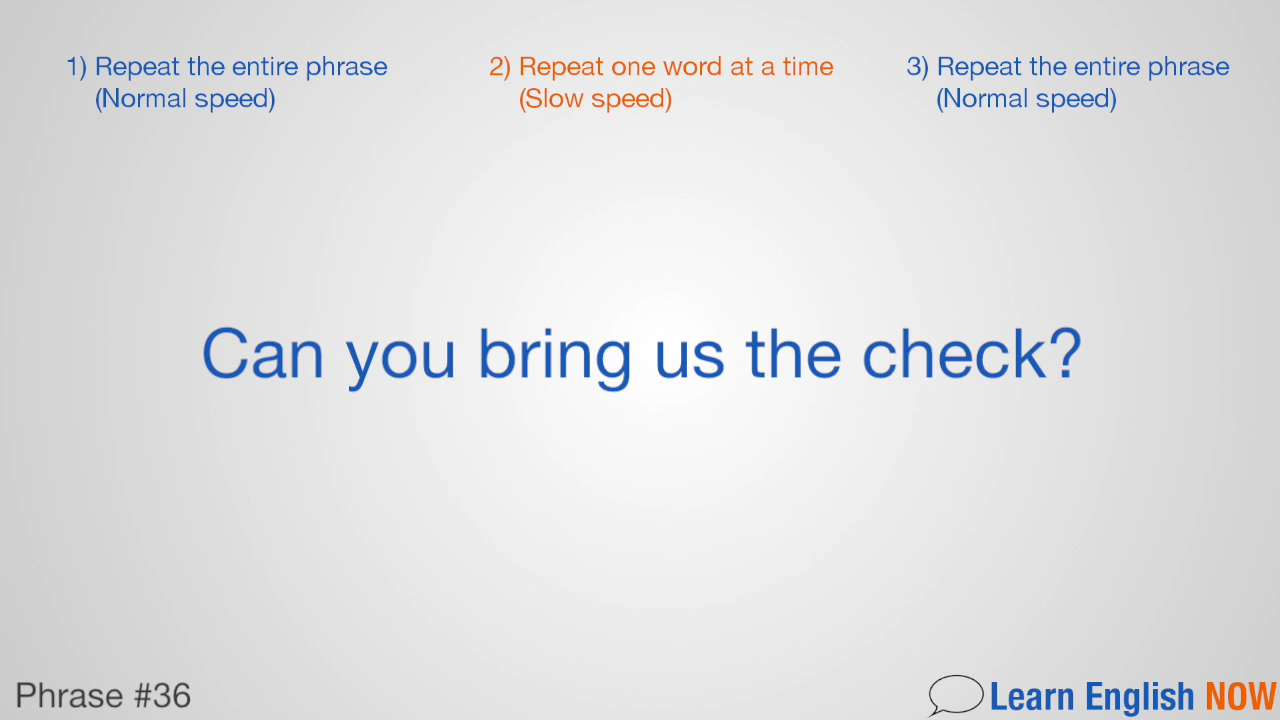 1) Repeat the entire phrase
(Normal speed)
2) Repeat one word at a time
(Slow speed)
3) Repeat the entire phrase
(Normal speed)
Can you bring us the check?
Phrase #36
Learn English NOW